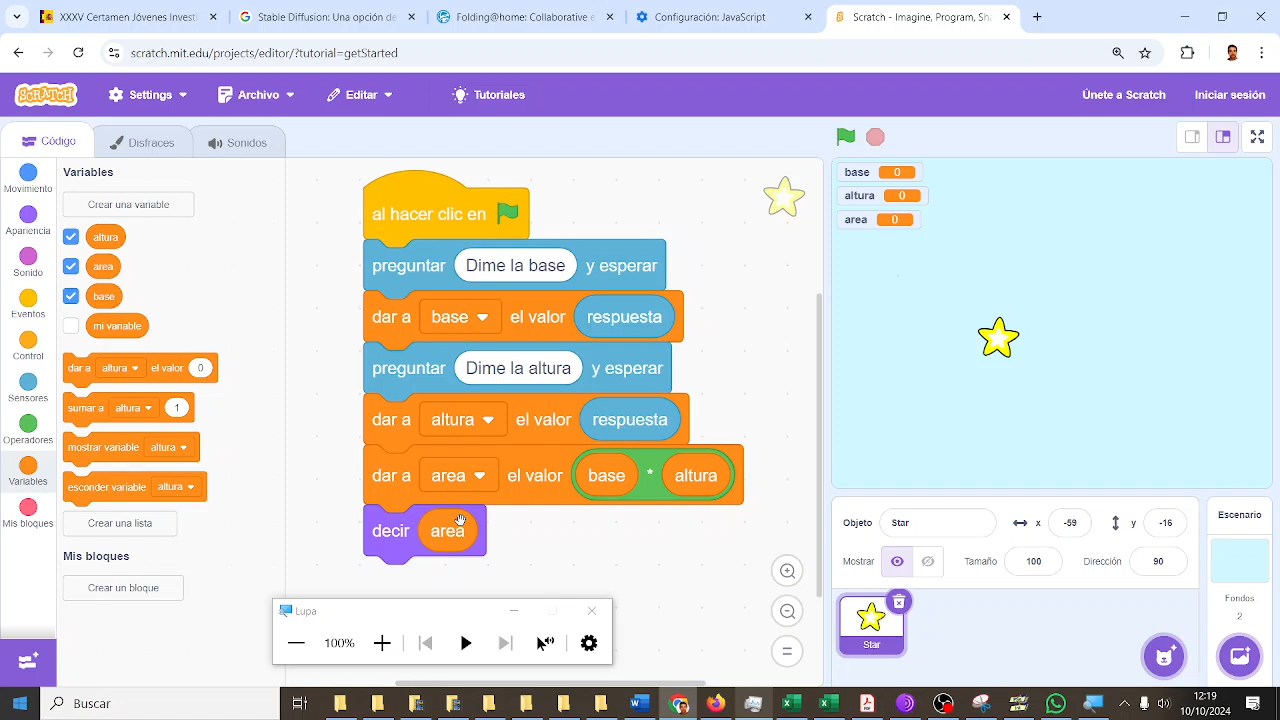 XXXV Certamen Jovenes Investi
Stable Diffusion: Una opción de
Folding@home: Collaborative e
Configuración: JavaScript
Scratch - Imagine, Program, Sh
scratch.mit.edu/projects/editor/?tutorial=getStarted
SCRATCH
Settings
Archivo
Editar
Tutoriales
Únete a Scratch
Iniciar sesión
Código
Disfraces
Sonidos
Movimiento
Apariencia
Sonido
Eventos
Control
Sensores
Operadores
Variables
Mis bloques
Variables
Crear una variable
altura
area
base
mi variable
dar a altura el valor 0
sumar a altura 1
mostrar variable altura
esconder variable altura
Crear una lista
Mis bloques
Crear un bloque
al hacer clic en
preguntar Dime la base y esperar
dar a base el valor respuesta
preguntar Dime la altura y esperar
dar a altura el valor respuesta
dar a area el valor base * altura
decir area
Lupa
100%
base 0
altura 0
area 0
Objeto Star x -59 y -16
Mostrar Tamaño 100 Dirección 90
Star
Escenario
Fondos
2
Buscar
12:19
10/10/2024